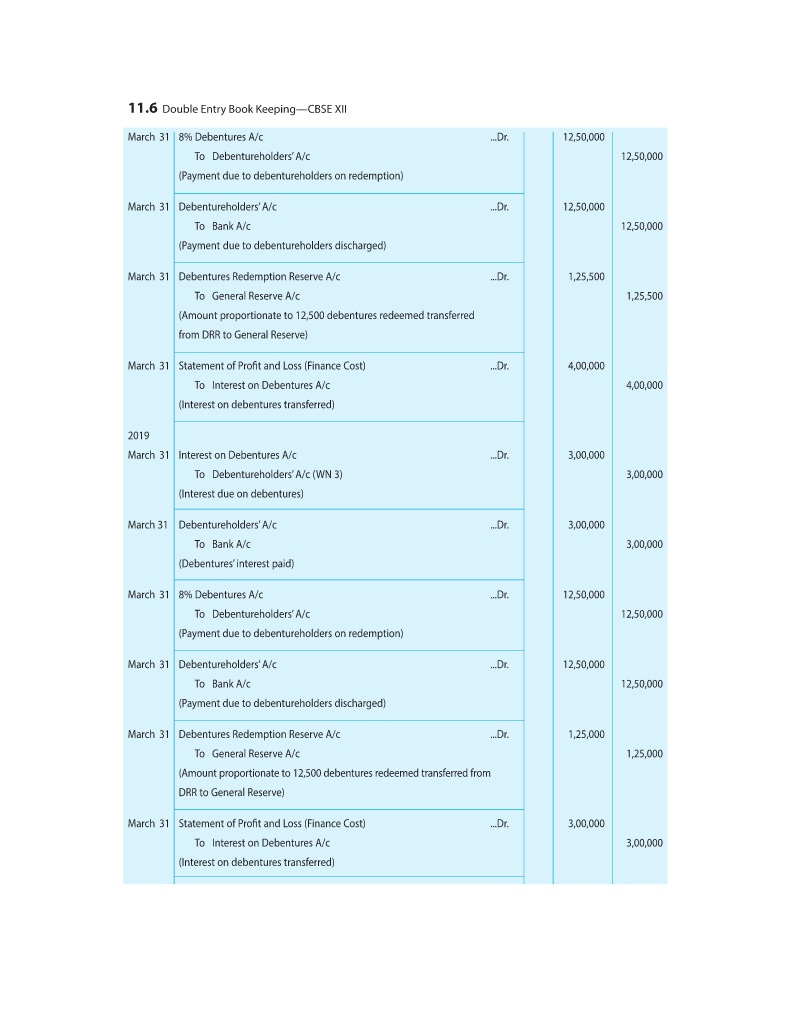 11.6 Double Entry Book Keeping—CBSE XII
March 31 8% Debentures A/c ...Dr. 12,50,000
To Debentureholders' A/c 12,50,000
(Payment due to debentureholders on redemption)
March 31 Debentureholders' A/c ...Dr. 12,50,000
To Bank A/c 12,50,000
(Payment due to debentureholders discharged)
March 31 Debentures Redemption Reserve A/c ...Dr. 1,25,500
To General Reserve A/c 1,25,500
(Amount proportionate to 12,500 debentures redeemed transferred
from DRR to General Reserve)
March 31 Statement of Profit and Loss (Finance Cost) ...Dr. 4,00,000
To Interest on Debentures A/c 4,00,000
(Interest on debentures transferred)
2019
March 31 Interest on Debentures A/c ...Dr. 3,00,000
To Debentureholders' A/c (WN 3) 3,00,000
(Interest due on debentures)
March 31 Debentureholders' A/c ...Dr. 3,00,000
To Bank A/c 3,00,000
(Debentures' interest paid)
March 31 8% Debentures A/c ...Dr. 12,50,000
To Debentureholders' A/c 12,50,000
(Payment due to debentureholders on redemption)
March 31 Debentureholders' A/c ...Dr. 12,50,000
To Bank A/c 12,50,000
(Payment due to debentureholders discharged)
March 31 Debentures Redemption Reserve A/c ...Dr. 1,25,000
To General Reserve A/c 1,25,000
(Amount proportionate to 12,500 debentures redeemed transferred from
DRR to General Reserve)
March 31 Statement of Profit and Loss (Finance Cost) ...Dr. 3,00,000
To Interest on Debentures A/c 3,00,000
(Interest on debentures transferred)